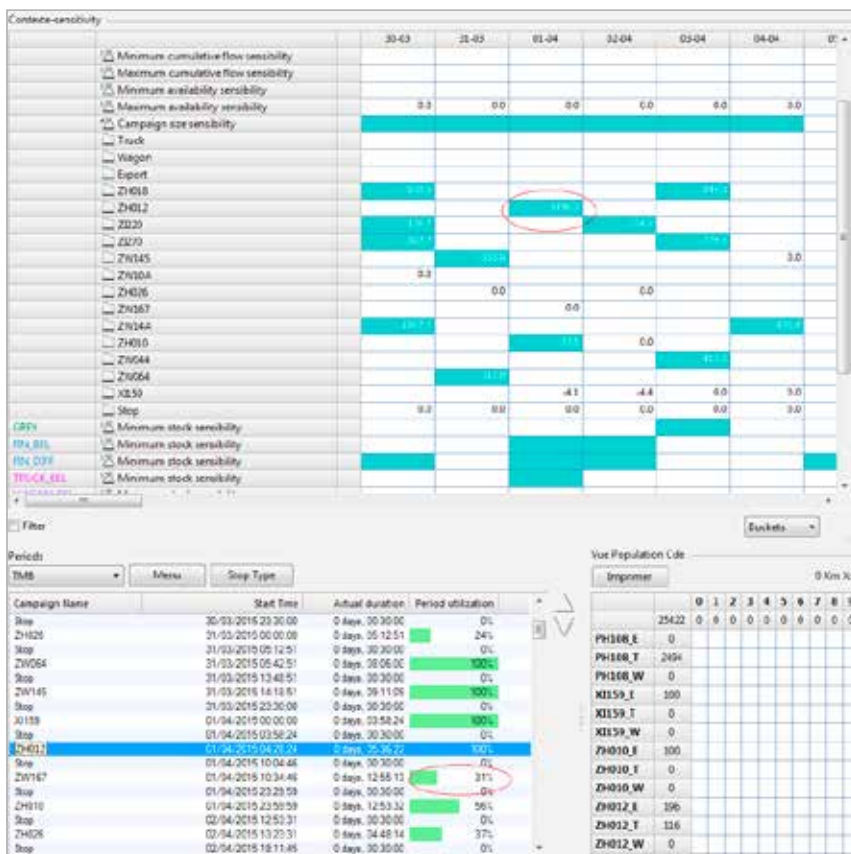 Contexte-sensitivity
30-03 31-03 01-04 02-04 03-04 04-04
Minimum cumulative flow sensibility
Maximum cumulative flow sensibility
Minimum availability sensibility
Maximum availability sensibility 0.0 0.0 0.0 0.0
Campaign size sensibility
Truck
Wagon
Export
ZH018
ZH012
ZI220
ZI270
ZW145
ZW10A
ZH026 0.0 0.0
ZW167 0.0
ZW14A
ZH010 0.0
ZW044
ZW064
XI159 -4.1 -4.4
Stop 0.0 0.0
GREY Minimum stock sensibility
FIN_BEL Minimum stock sensibility
FIN_DIFF Minimum stock sensibility
TRUCK_BEL Minimum stock sensibility
Filter Buckets
Periods
TMB Menu Stop Type
Campaign Name Start Time Actual duration Period utilization
Stop 30/03/2015 23:30:00 0 days, 00:30:00 0%
ZH026 31/03/2015 00:00:00 0 days, 05:12:51 24%
Stop 31/03/2015 05:12:51 0 days, 00:30:00 0%
ZW064 31/03/2015 05:42:51 0 days, 08:06:00 100%
Stop 31/03/2015 13:48:51 0 days, 00:30:00 0%
ZW145 31/03/2015 14:18:51 0 days, 09:11:09 100%
Stop 31/03/2015 23:30:00 0 days, 00:30:00 0%
XI159 01/04/2015 00:00:00 0 days, 03:58:24 100%
Stop 01/04/2015 03:58:24 0 days, 00:30:00 0%
ZH012 01/04/2015 04:28:24 0 days, 05:36:22 100%
Stop 01/04/2015 10:04:46 0 days, 00:30:00 0%
ZW167 01/04/2015 10:34:46 0 days, 12:55:13 31%
Stop 01/04/2015 23:29:59 0 days, 00:30:00 0%
ZH010 01/04/2015 23:59:59 0 days, 12:53:32 56%
Stop 02/04/2015 12:53:31 0 days, 00:30:00 0%
ZH026 02/04/2015 13:23:31 0 days, 04:48:14 37%
Stop 02/04/2015 18:11:45 0 days, 00:30:00 0%
Vue Population Cde
Imprimer 0 Km
0 1 2 3 4 5 6 7 8
25422 0 0 0 0 0 0 0 0 0
PH108_E 0
PH108_T 2494
PH108_W 0
XI159_E 100
XI159_T 0
XI159_W 0
ZH010_E 100
ZH010_T 0
ZH010_W 0
ZH012_E 196
ZH012_T 116
ZH012_W 0